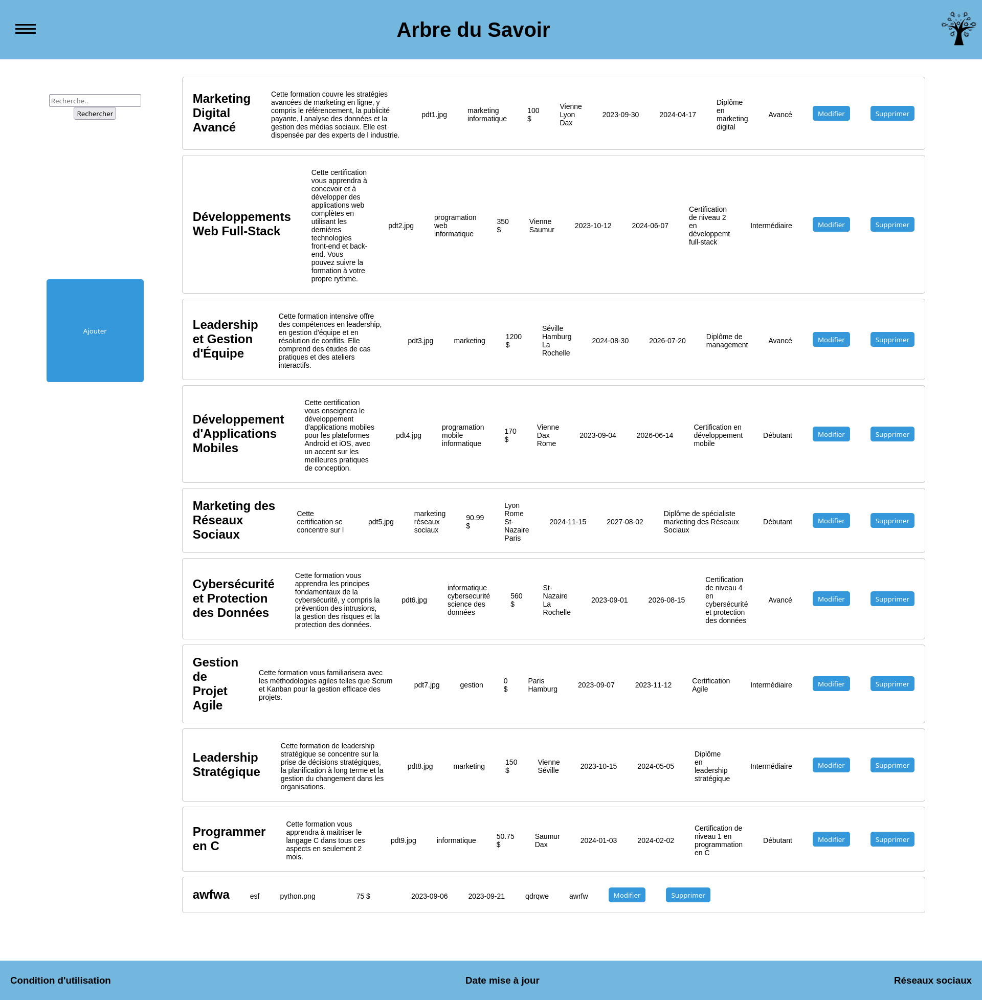 Arbre du Savoir
Recherche..
Rechercher
Ajouter
Marketing
Digital
Avancé
Cette formation couvre les stratégies
avancées de marketing en ligne, y
compris le référencement, la publicité
payante, l analyse des données et la
gestion des médias sociaux. Elle est
dispensée par des experts de l industrie.
pdt1.jpg
marketing
informatique
100
$
Vienne
Lyon
Dax
2023-09-30
2024-04-17
Diplôme
en
marketing
digital
Avancé
Modifier
Supprimer
Développements
Web Full-Stack
Cette certification
vous apprendra à
concevoir et à
développer des
applications web
complètes en
utilisant les
dernières
technologies
front-end et back-
end. Vous
pouvez suivre la
formation à votre
propre rythme.
pdt2.jpg
programation
web
informatique
350
$
Vienne
Saumur
2023-10-12
2024-06-07
Certification
de niveau 2
en
développemt
full-stack
Intermédiaire
Modifier
Supprimer
Leadership
et Gestion
d'Équipe
Cette formation intensive offre
des compétences en leadership,
en gestion d'équipe et en
résolution de conflits. Elle
comprend des études de cas
pratiques et des ateliers
interactifs.
pdt3.jpg
marketing
1200
$
Séville
Hamburg
La
Rochelle
2024-08-30
2026-07-20
Diplôme de
management
Avancé
Modifier
Supprimer
Développement
d'Applications
Mobiles
Cette certification
vous enseignera le
développement
d'applications mobiles
pour les plateformes
Android et iOS, avec
un accent sur les
meilleures pratiques
de conception.
pdt4.jpg
programation
mobile
informatique
170
$
Vienne
Dax
Rome
2023-09-04
2026-06-14
Certification en
développement
mobile
Débutant
Modifier
Supprimer
Marketing des
Réseaux
Sociaux
Cette
certification se
concentre sur l
pdt5.jpg
marketing
réseaux
sociaux
90.99
$
Lyon
Rome
St-
Nazaire
Paris
2024-11-15
2027-08-02
Diplôme de spécialiste
marketing des Réseaux
Sociaux
Débutant
Modifier
Supprimer
Cybersécurité
et Protection
des Données
Cette formation vous
apprendra les principes
fondamentaux de la
cybersécurité, y compris la
prévention des intrusions,
la gestion des risques et la
protection des données.
pdt6.jpg
informatique
cybersecurité
science des
données
560
$
St-
Nazaire
La
Rochelle
2023-09-01
2026-08-15
Certification
de niveau 4
en
cybersécurité
et protection
des données
Avancé
Modifier
Supprimer
Gestion
de
Projet
Agile
Cette formation vous familiarisera avec
les méthodologies agiles telles que Scrum
et Kanban pour la gestion efficace des
projets.
pdt7.jpg
gestion
0
$
Paris
Hamburg
2023-09-07
2023-11-12
Certification
Agile
Intermédiaire
Modifier
Supprimer
Leadership
Stratégique
Cette formation de leadership
stratégique se concentre sur la
prise de décisions stratégiques,
la planification à long terme et la
gestion du changement dans les
organisations.
pdt8.jpg
marketing
150
$
Vienne
Séville
2023-10-15
2024-05-05
Diplôme
en
leadership
stratégique
Intermédiaire
Modifier
Supprimer
Programmer
en C
Cette formation vous
apprendra à maitriser le
langage C dans tous ces
aspects en seulement 2
mois.
pdt9.jpg
informatique
50.75
$
Saumur
Dax
2024-01-03
2024-02-02
Certification de
niveau 1 en
programmation
en C
Débutant
Modifier
Supprimer
awfwa
esf
python.png
75 $
2023-09-06
2023-09-21
qdrqwe
awrfw
Modifier
Supprimer
Condition d'utilisation
Date mise à jour
Réseaux sociaux